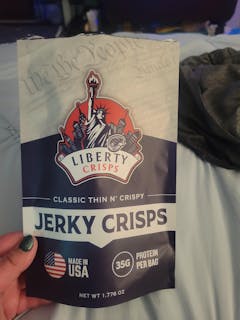 We the People
LIBERTY
CRISPS
CLASSIC THIN N' CRISPY
JERKY CRISPS
MADE IN
USA
35G
PROTEIN
PER BAG
NET WT 1.776 OZ